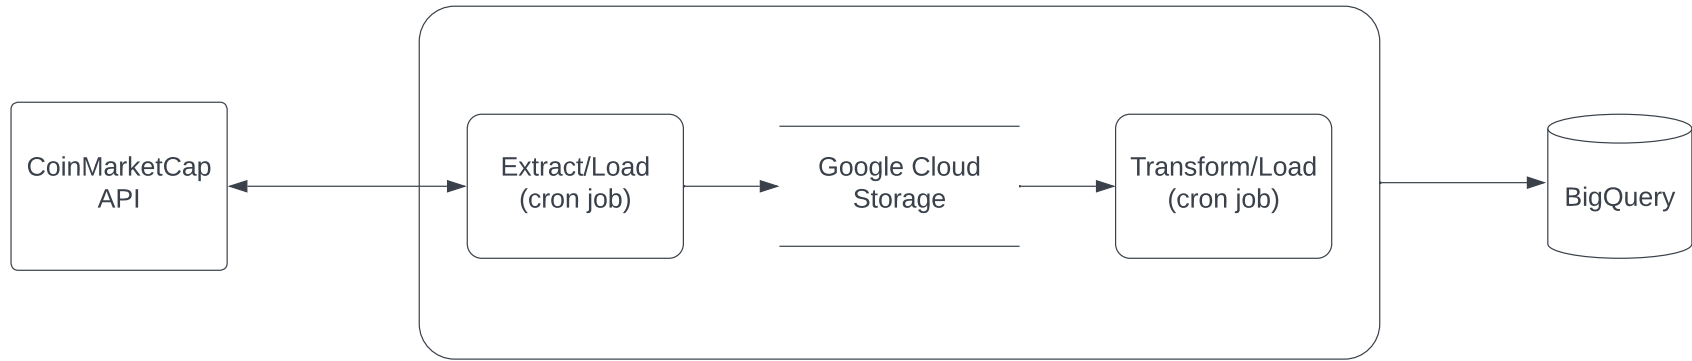 CoinMarketCap
API
Extract/Load
(cron job)
Google Cloud
Storage
Transform/Load
(cron job)
BigQuery